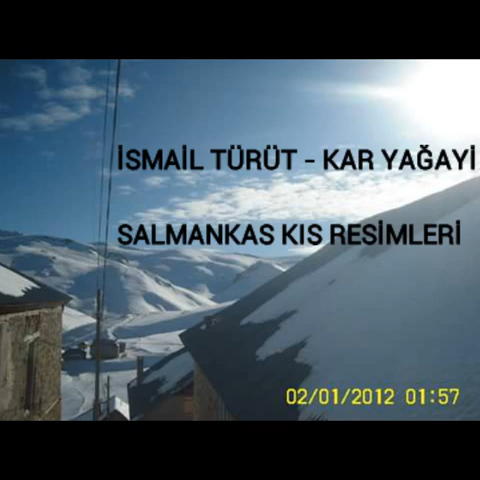 İSMAİL TÜRÜT - KAR YAĞAYİ
SALMANKAS KIS RESİMLERİ
02/01/2012 01:57